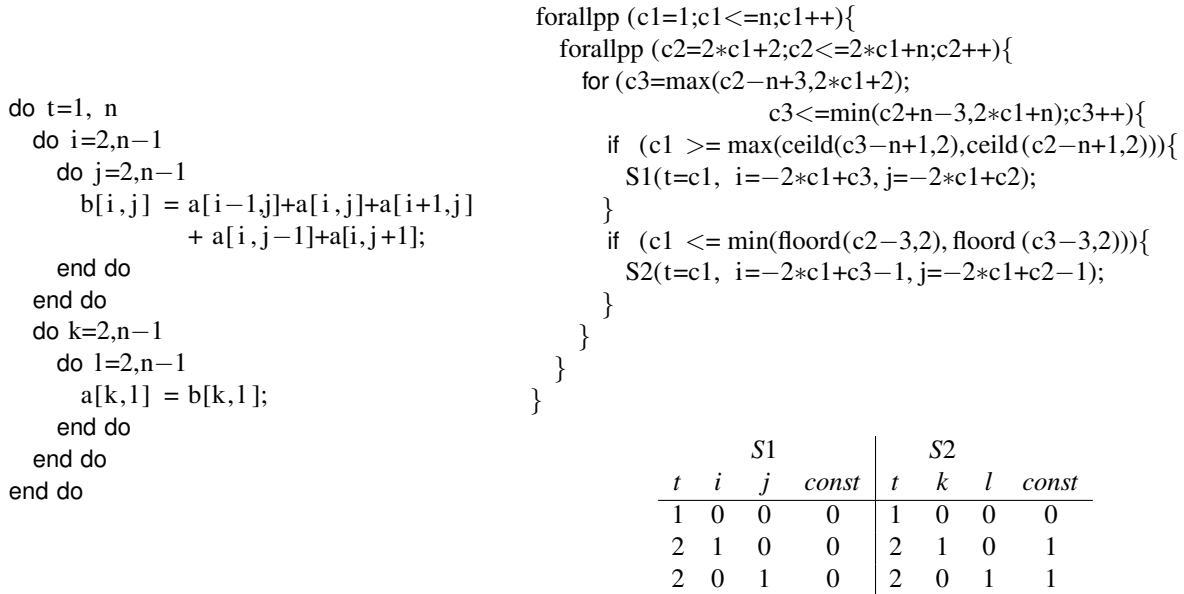 do t=1, n
do i=2,n−1
do j=2,n−1
b[i,j] = a[i−1,j]+a[i,j]+a[i+1,j]
+ a[i,j−1]+a[i,j+1];
end do
end do
do k=2,n−1
do l=2,n−1
a[k,l] = b[k,l];
end do
end do
end do
forallpp (c1=1;c1<=n;c1++){
forallpp (c2=2*c1+2;c2<=2*c1+n;c2++){
for (c3=max(c2−n+3,2*c1+2);
c3<=min(c2+n−3,2*c1+n);c3++){
if (c1 >= max(ceild(c3−n+1,2),ceild(c2−n+1,2))){
S1(t=c1, i=−2*c1+c3, j=−2*c1+c2);
}
if (c1 <= min(floord(c2−3,2), floord(c3−3,2))){
S2(t=c1, i=−2*c1+c3−1, j=−2*c1+c2−1);
}
}
}
}
S1 S2
t i j const t k l const
1 0 0 0 1 0 0 0
2 1 0 0 2 1 0 1
2 0 1 0 2 0 1 1